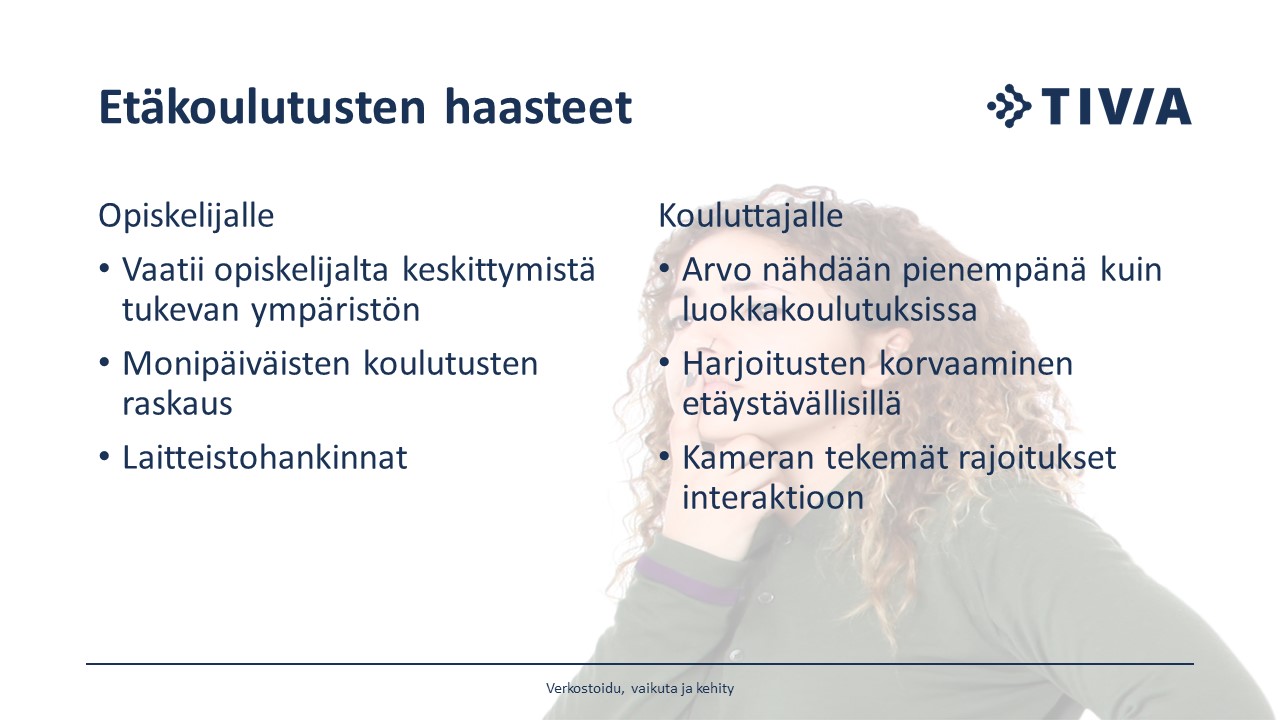 Etäkoulutusten haasteet
TIVIA
Opiskelijalle
• Vaatii opiskelijalta keskittymistä
tukevan ympäristön
• Monipäiväisten koulutusten
raskaus
• Laitteistohankinnat
Kouluttajalle
• Arvo nähdään pienempänä kuin
luokkakoulutuksissa
• Harjoitusten korvaaminen
etäystävällisillä
• Kameran tekemät rajoitukset
interaktioon
Verkostoidu, vaikuta ja kehity